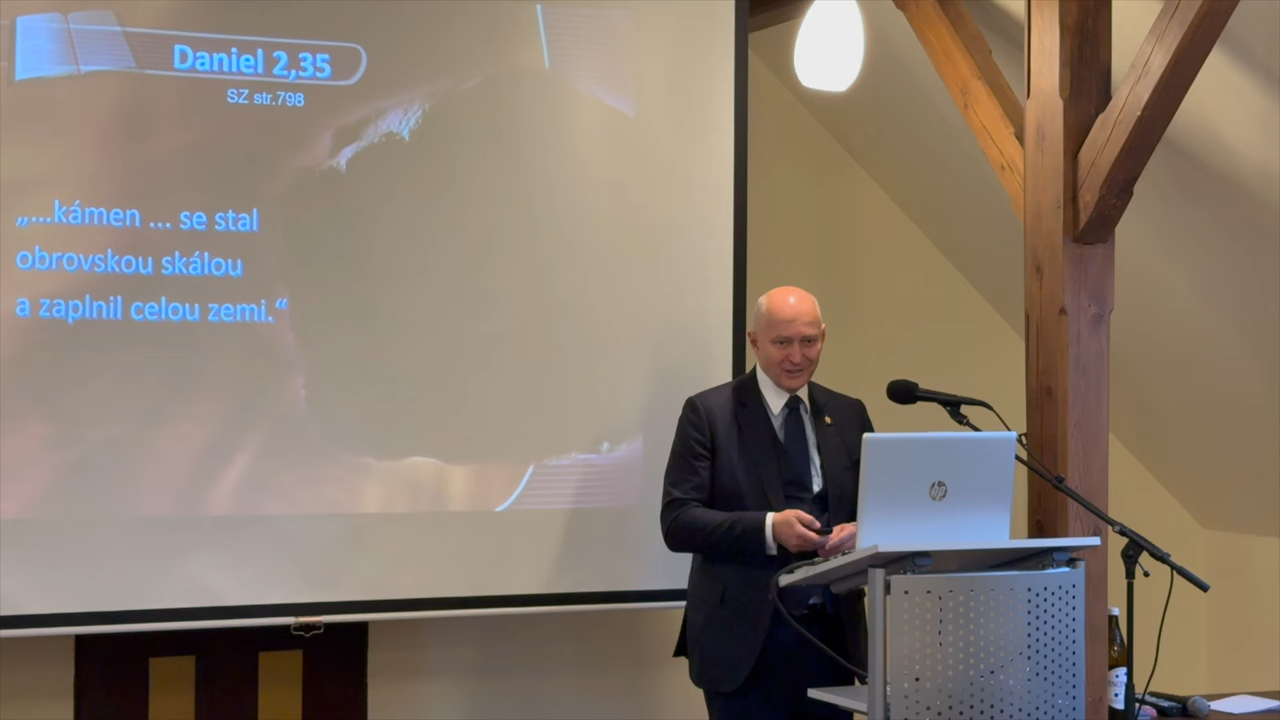 Daniel 2,35
SZ str.798
„...kámen ... se stal
obrovskou skálou
a zaplnil celou zemi.“
hp